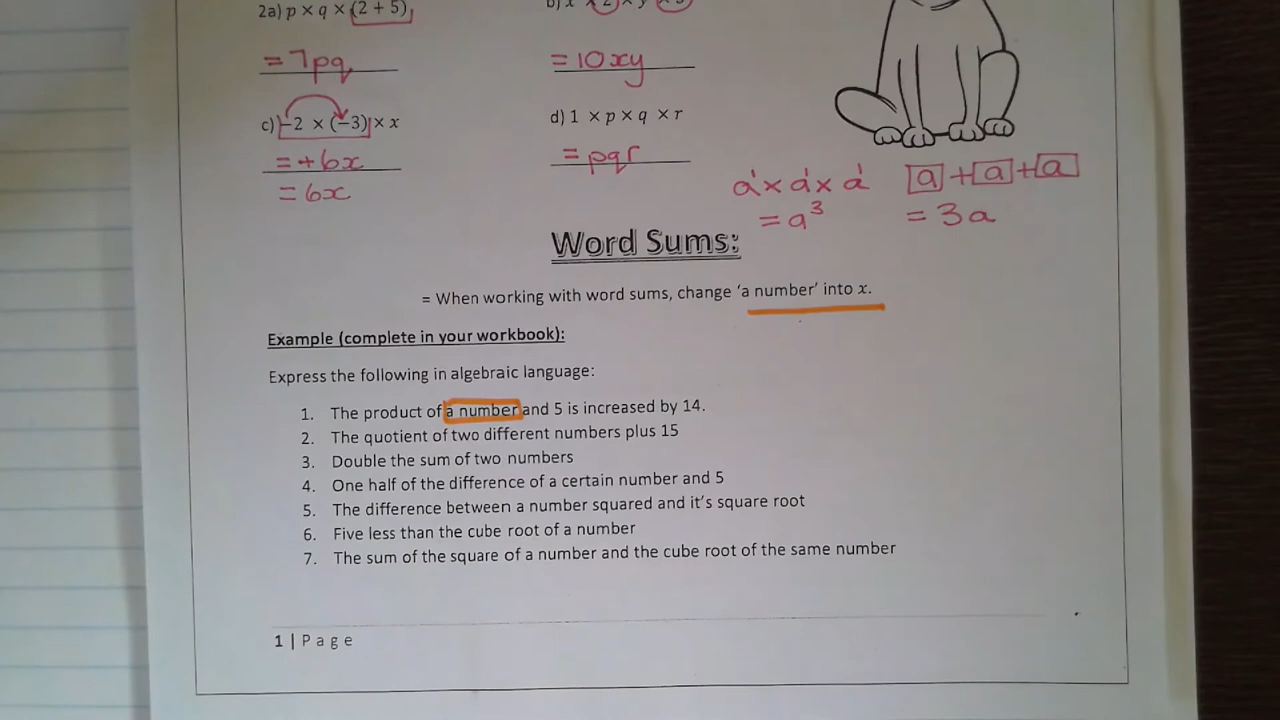 2a) p × q × (2 + 5)
= 7pq
= 10xy
c) −2 × (−3) × x
d) 1 × p × q × r
= +6x
= pqr
= 6x
a¹ × a¹ × a¹ a + a + a
= a³ = 3a
Word Sums:
= When working with word sums, change 'a number' into x.
Example (complete in your workbook):
Express the following in algebraic language:
1. The product of a number and 5 is increased by 14.
2. The quotient of two different numbers plus 15
3. Double the sum of two numbers
4. One half of the difference of a certain number and 5
5. The difference between a number squared and it's square root
6. Five less than the cube root of a number
7. The sum of the square of a number and the cube root of the same number
1 | Page